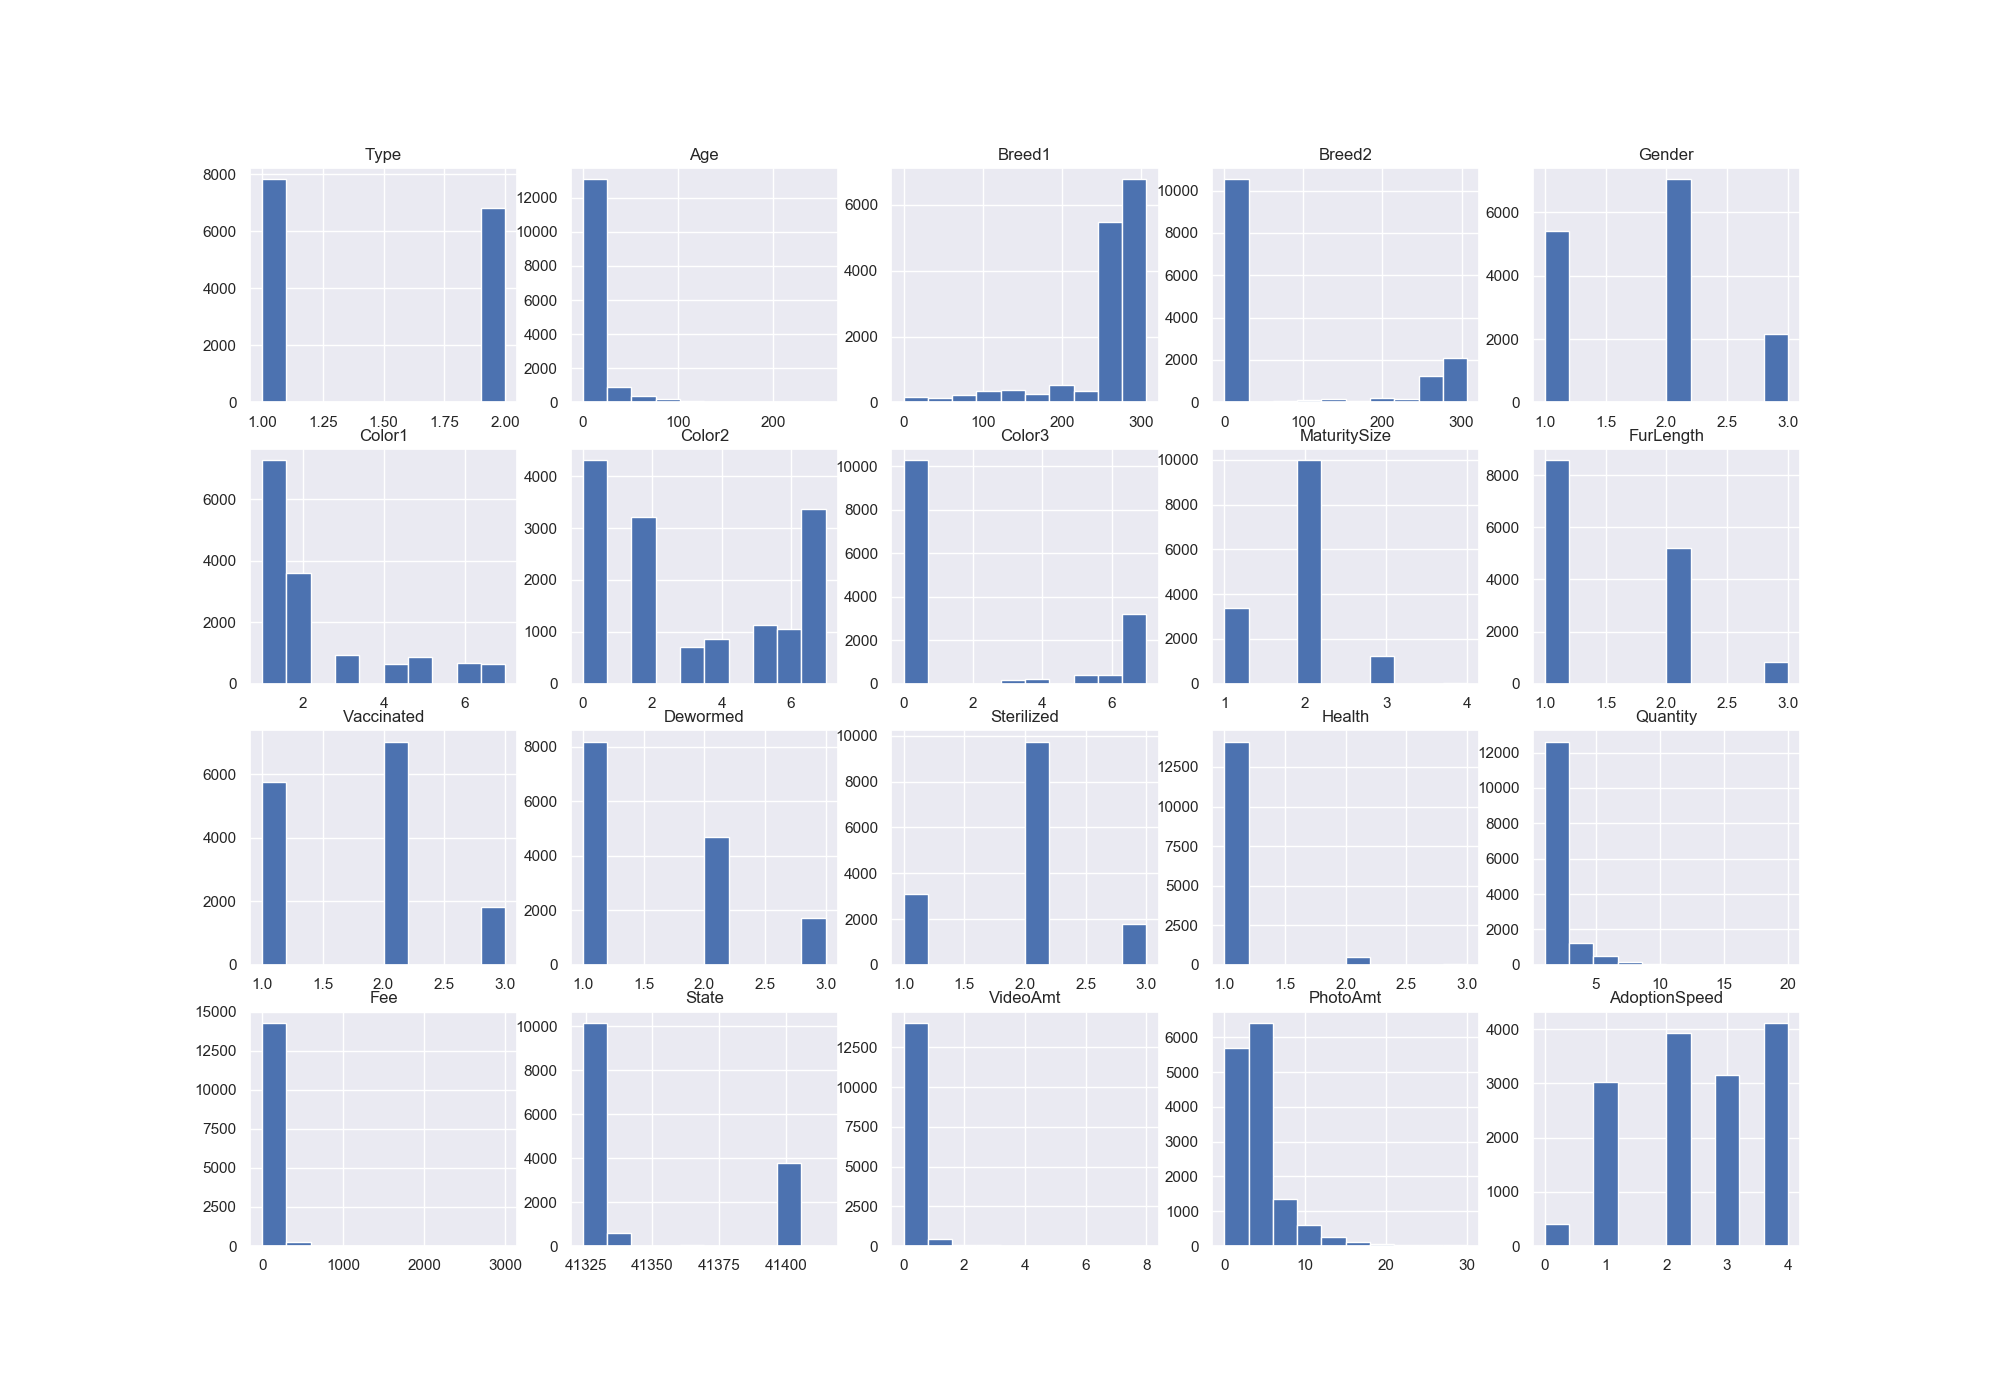 Type Age Breed1 Breed2 Gender
8000 6000 4000 2000 0
12000 10000 8000 6000 4000 2000 0
6000 4000 2000 0
10000 8000 6000 4000 2000 0
6000 4000 2000 0
1.00 1.25 1.50 1.75 2.00
0 100 200
0 100 200 300
0 100 200 300
1.0 1.5 2.0 2.5 3.0
Color1 Color2 Color3 MaturitySize FurLength
6000 4000 2000 0
4000 3000 2000 1000 0
10000 8000 6000 4000 2000 0
10000 8000 6000 4000 2000 0
8000 6000 4000 2000 0
2 4 6
0 2 4 6
0 2 4 6
1 2 3 4
1.0 1.5 2.0 2.5 3.0
Vaccinated Dewormed Sterilized Health Quantity
6000 4000 2000 0
8000 6000 4000 2000 0
10000 8000 6000 4000 2000 0
12500 10000 7500 5000 2500 0
12000 10000 8000 6000 4000 2000 0
1.0 1.5 2.0 2.5 3.0
1.0 1.5 2.0 2.5 3.0
1.0 1.5 2.0 2.5 3.0
1.0 1.5 2.0 2.5 3.0
5 10 15 20
Fee State VideoAmt PhotoAmt AdoptionSpeed
15000 12500 10000 7500 5000 2500 0
10000 8000 6000 4000 2000 0
12500 10000 7500 5000 2500 0
6000 5000 4000 3000 2000 1000 0
4000 3000 2000 1000 0
0 1000 2000 3000
41325 41350 41375 41400
0 2 4 6 8
0 10 20 30
0 1 2 3 4